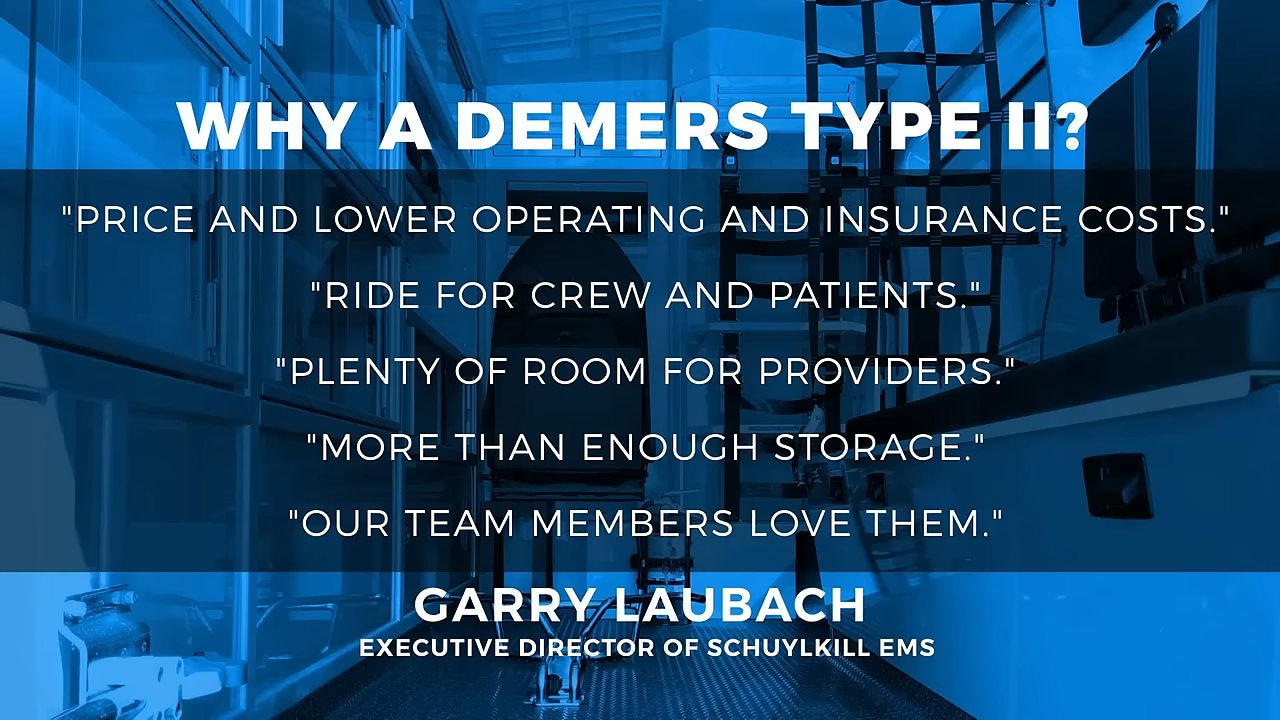 WHY A DEMERS TYPE II?
"PRICE AND LOWER OPERATING AND INSURANCE COSTS."
"RIDE FOR CREW AND PATIENTS."
"PLENTY OF ROOM FOR PROVIDERS."
"MORE THAN ENOUGH STORAGE."
"OUR TEAM MEMBERS LOVE THEM."
GARRY LAUBACH
EXECUTIVE DIRECTOR OF SCHUYLKILL EMS